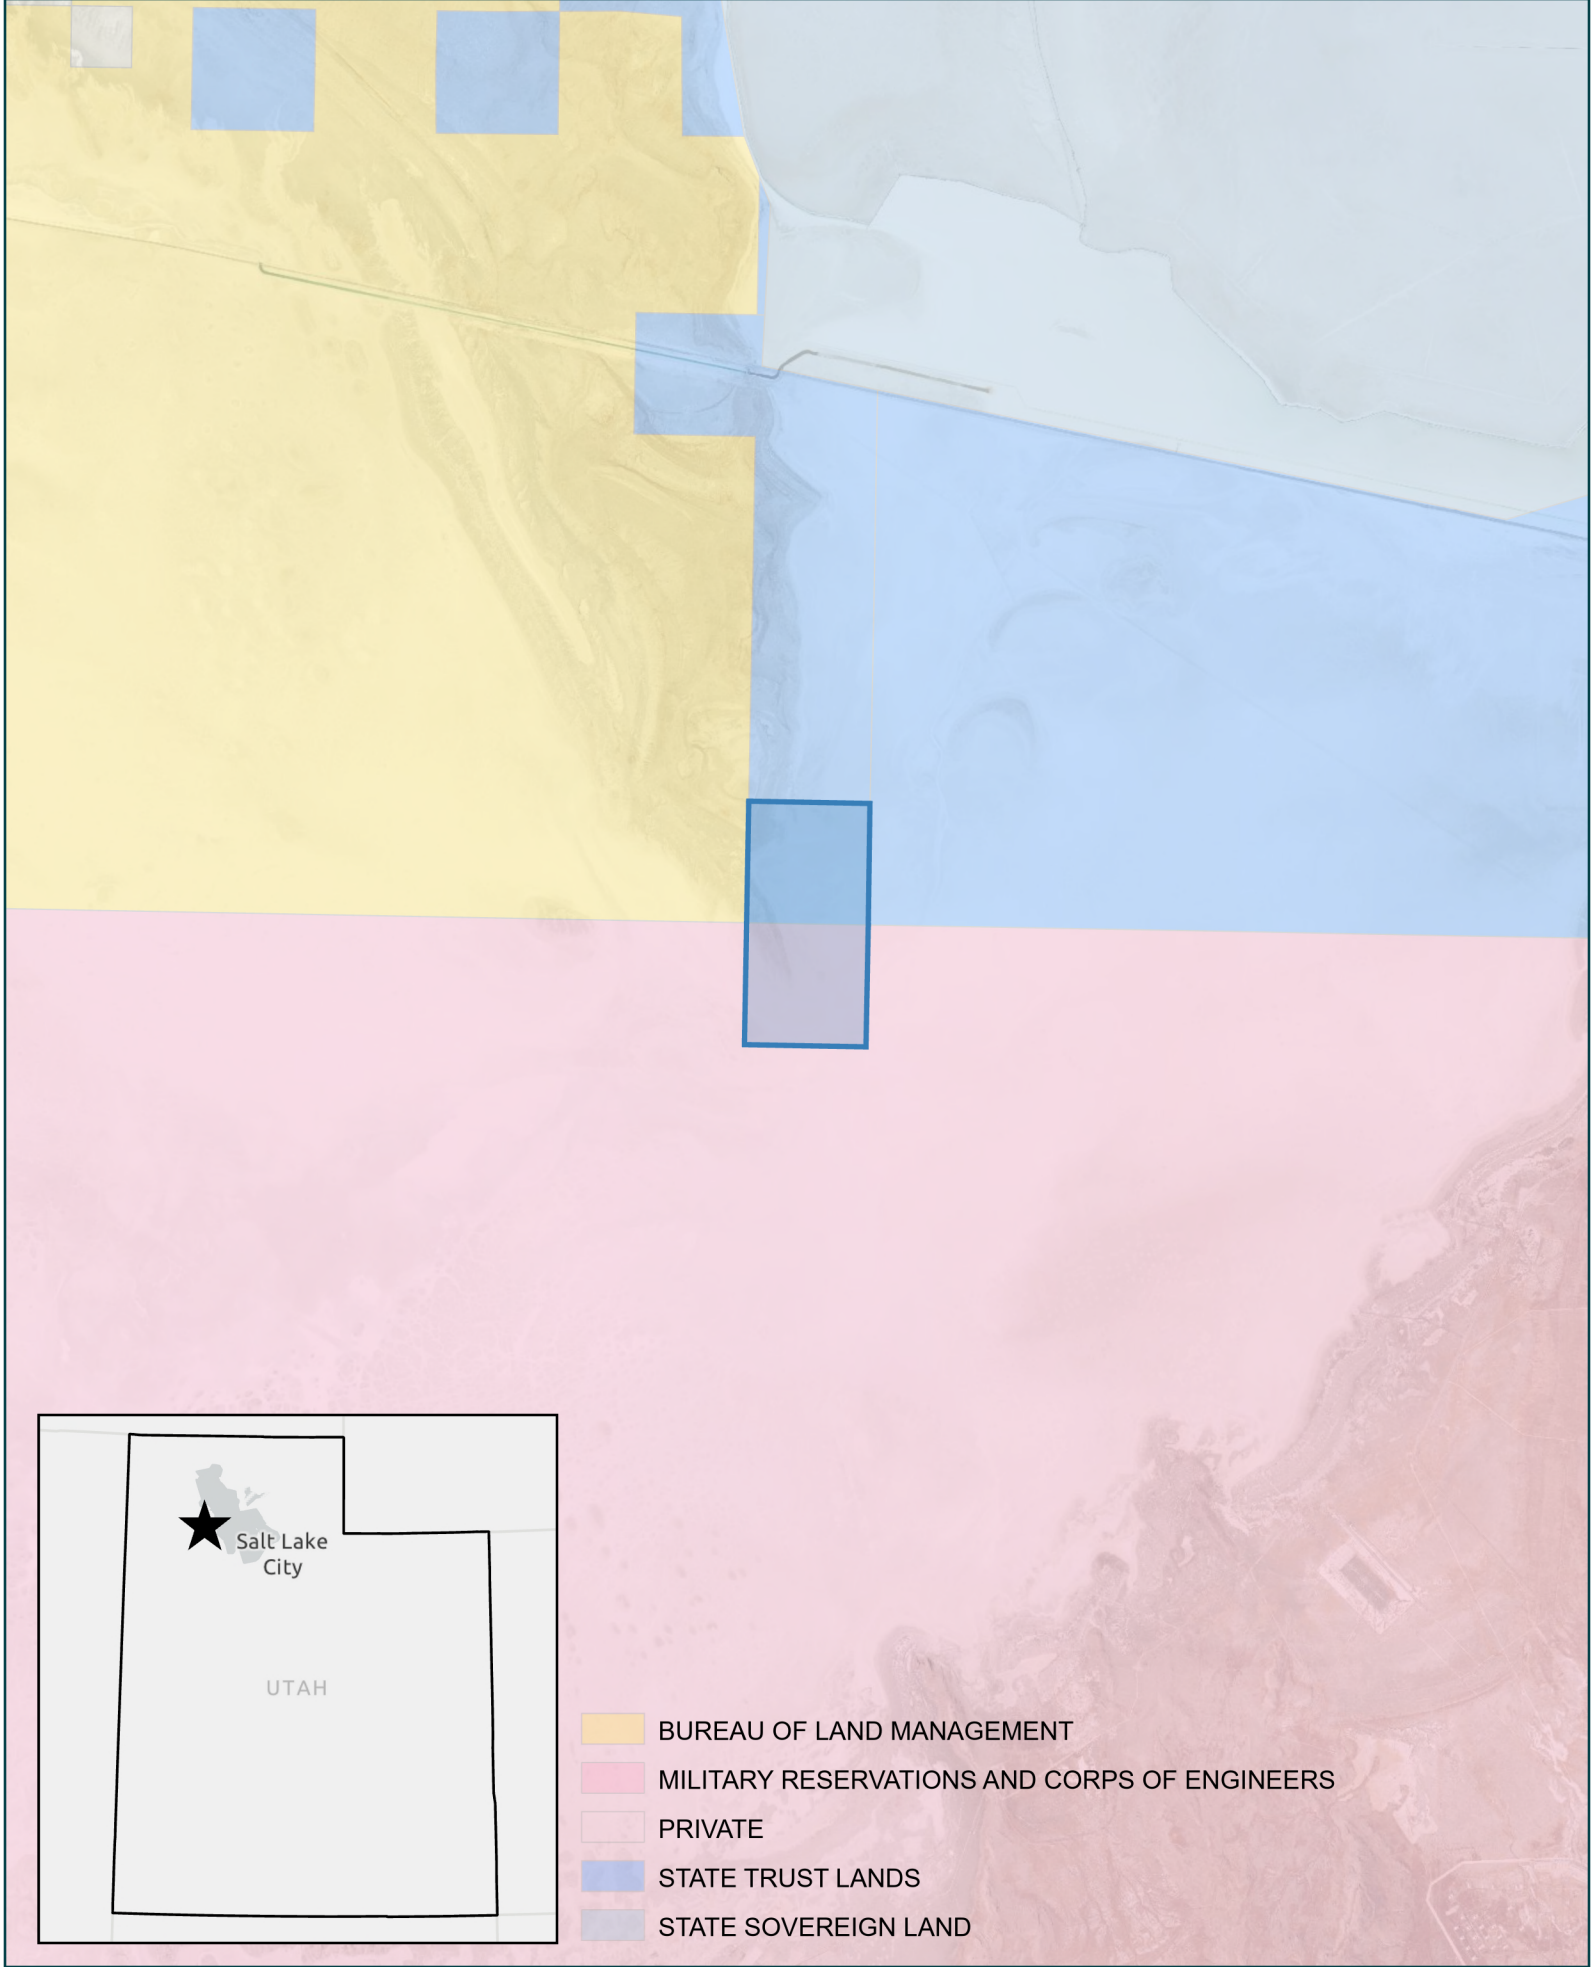 Salt Lake
City
UTAH
BUREAU OF LAND MANAGEMENT
MILITARY RESERVATIONS AND CORPS OF ENGINEERS
PRIVATE
STATE TRUST LANDS
STATE SOVEREIGN LAND